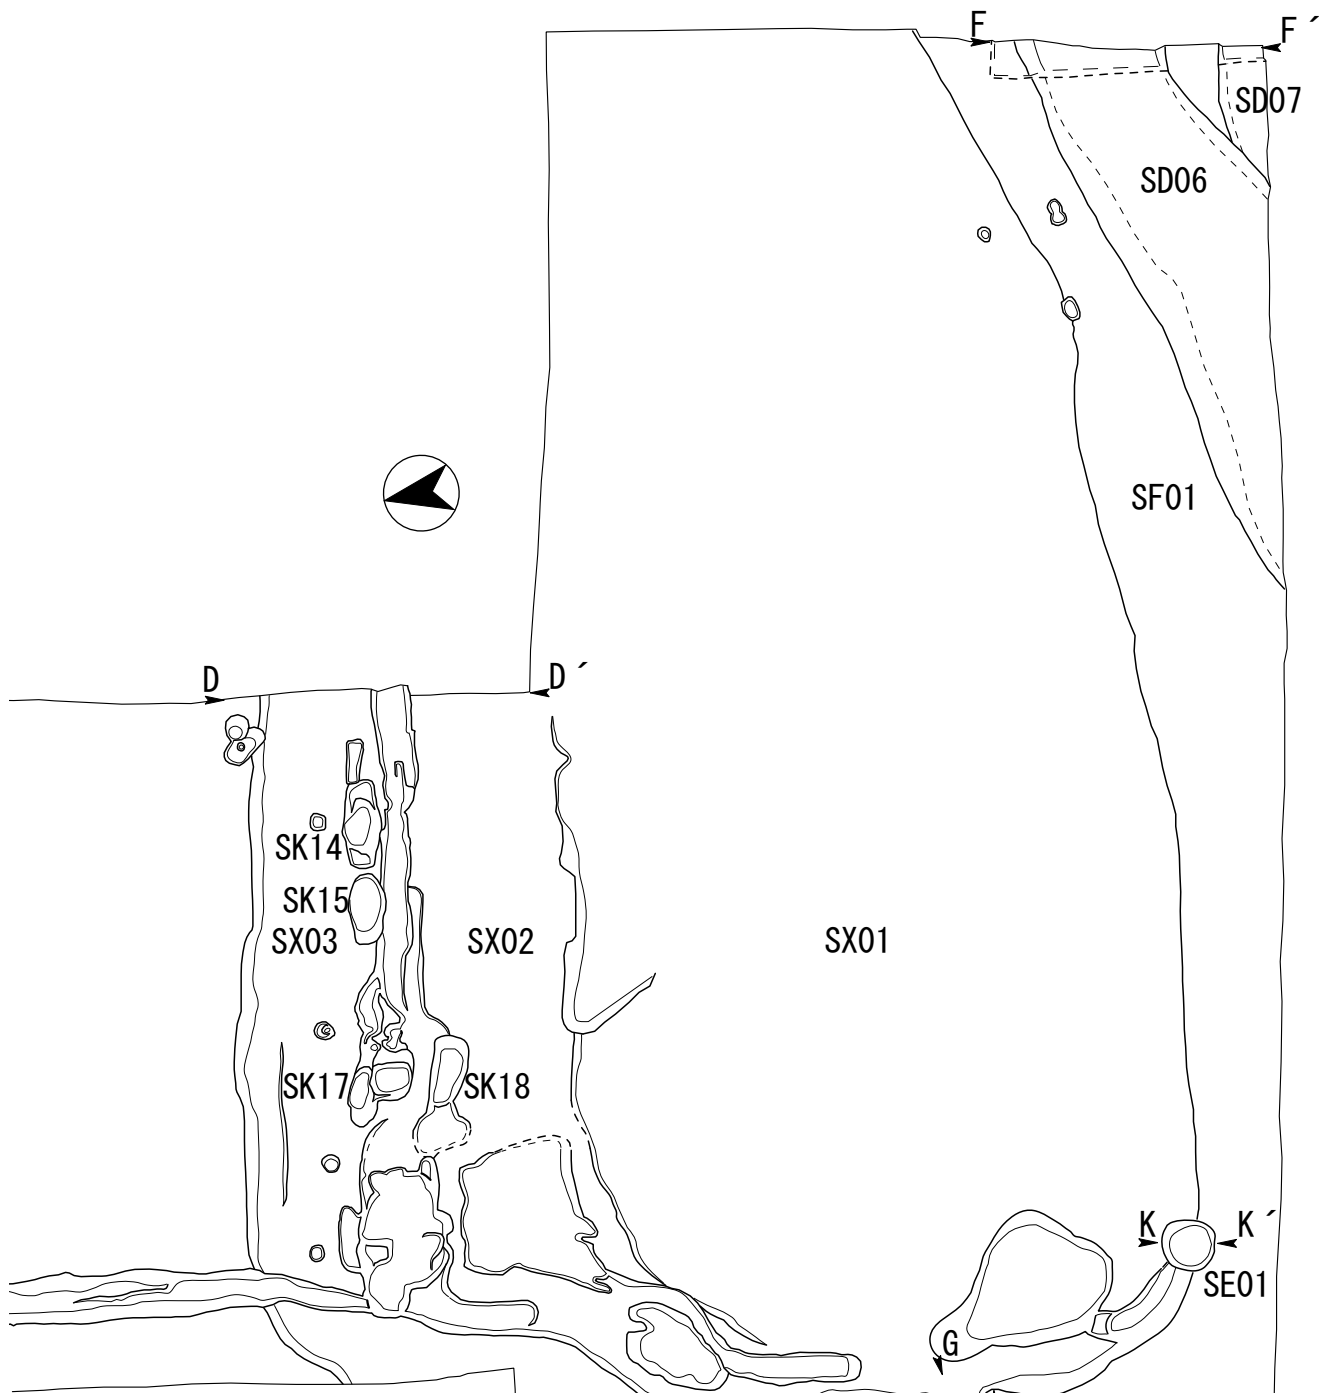 F F´
SD07
SD06
SF01
D D´
SK14
SK15
SX03 SX02 SX01
SK17 SK18
K K´
SE01
G